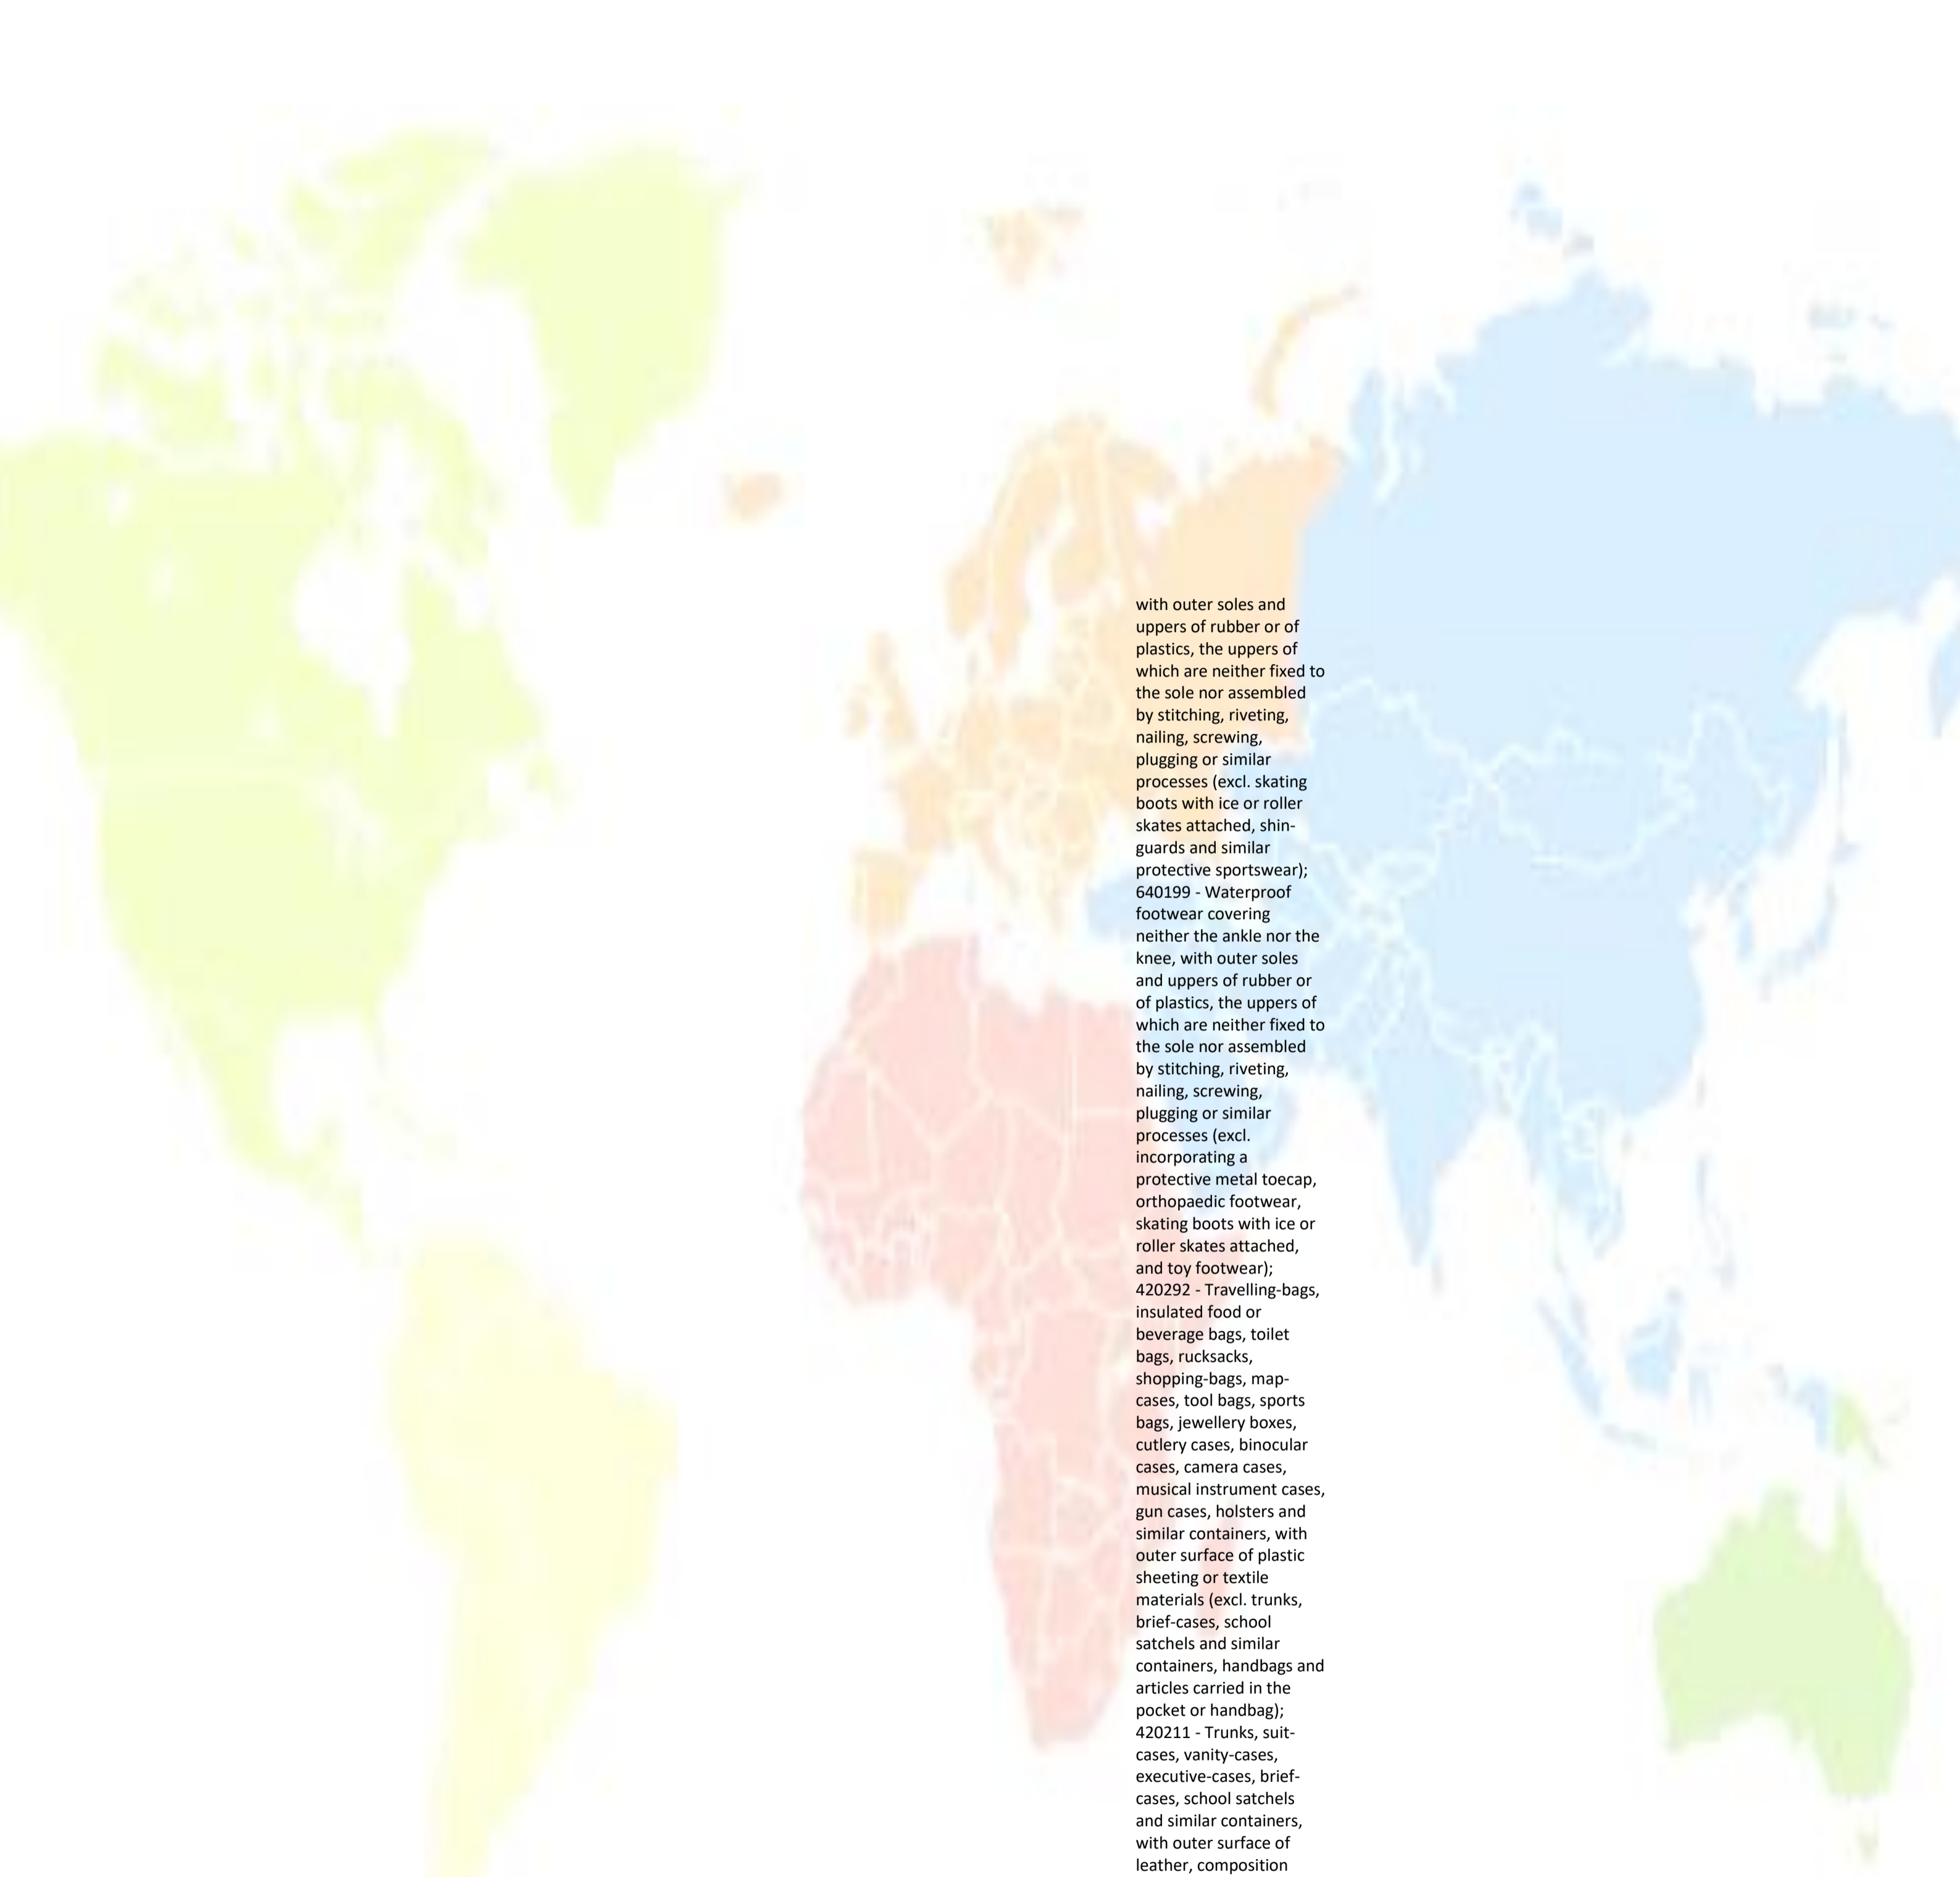 with outer soles and
uppers of rubber or of
plastics, the uppers of
which are neither fixed to
the sole nor assembled
by stitching, riveting,
nailing, screwing,
plugging or similar
processes (excl. skating
boots with ice or roller
skates attached, shin-
guards and similar
protective sportswear);
640199 - Waterproof
footwear covering
neither the ankle nor the
knee, with outer soles
and uppers of rubber or
of plastics, the uppers of
which are neither fixed to
the sole nor assembled
by stitching, riveting,
nailing, screwing,
plugging or similar
processes (excl.
incorporating a
protective metal toecap,
orthopaedic footwear,
skating boots with ice or
roller skates attached,
and toy footwear);
420292 - Travelling-bags,
insulated food or
beverage bags, toilet
bags, rucksacks,
shopping-bags, map-
cases, tool bags, sports
bags, jewellery boxes,
cutlery cases, binocular
cases, camera cases,
musical instrument cases,
gun cases, holsters and
similar containers, with
outer surface of plastic
sheeting or textile
materials (excl. trunks,
brief-cases, school
satchels and similar
containers, handbags and
articles carried in the
pocket or handbag);
420211 - Trunks, suit-
cases, vanity-cases,
executive-cases, brief-
cases, school satchels
and similar containers,
with outer surface of
leather, composition